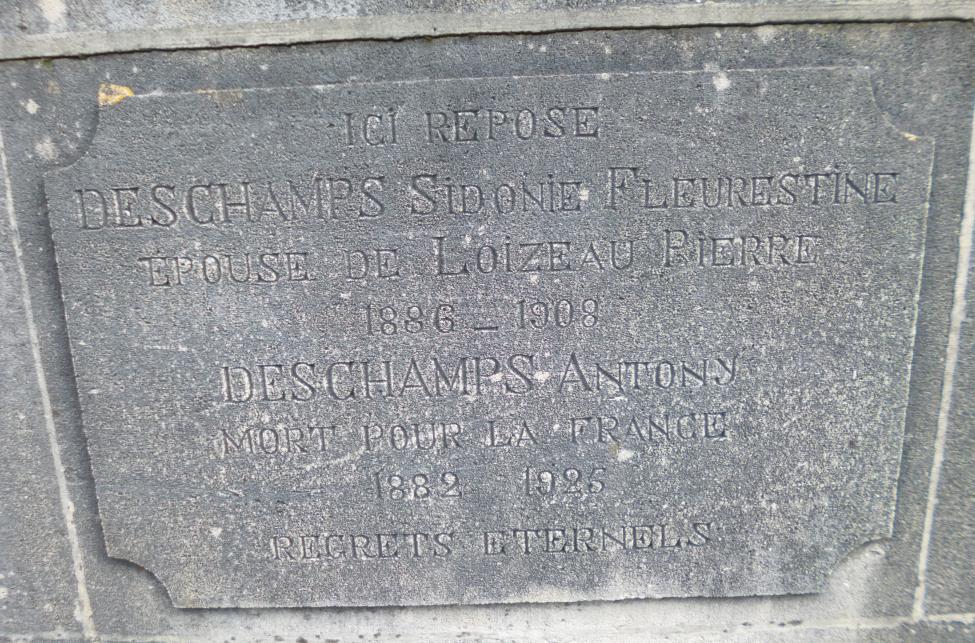 ICI REPOSE
DESCHAMPS SIDONIE FLEURESTINE
EPOUSE DE LOIZEAU PIERRE
1886 - 1908
DESCHAMPS ANTONY
MORT POUR LA FRANCE
1882 1925
REGRETS ETERNELS